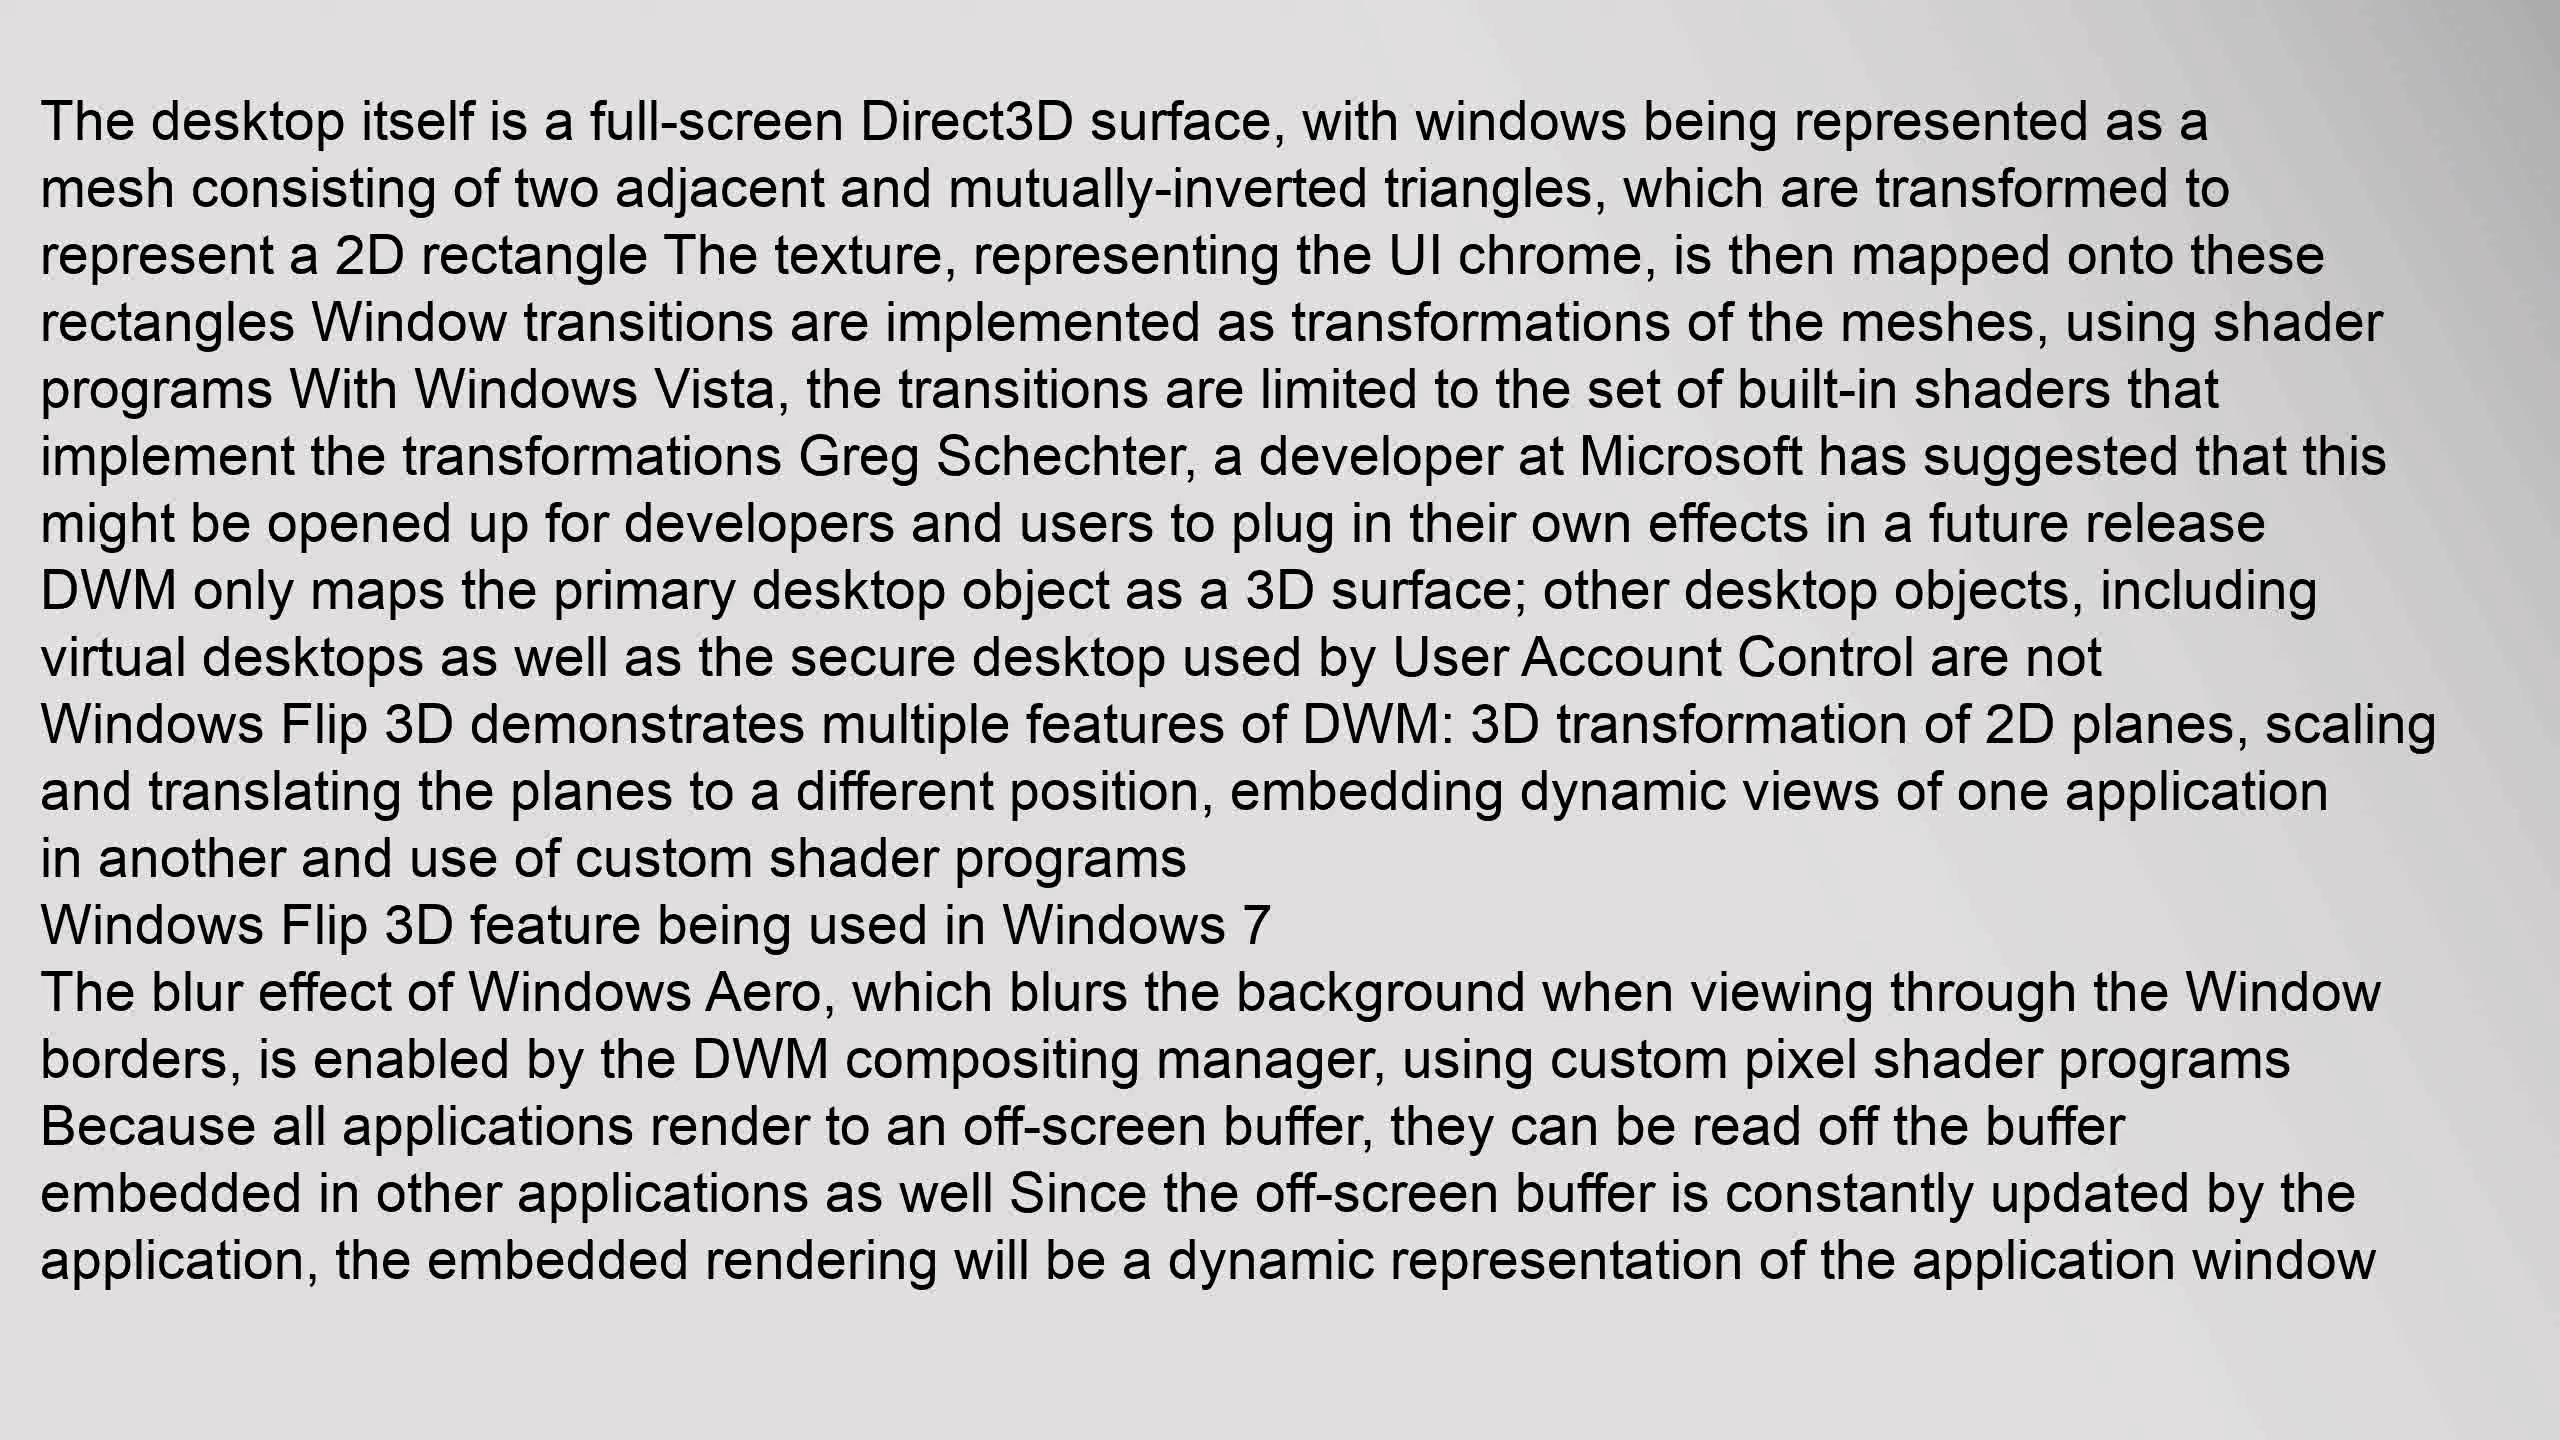 The desktop itself is a full-screen Direct3D surface, with windows being represented as a
mesh consisting of two adjacent and mutually-inverted triangles, which are transformed to
represent a 2D rectangle The texture, representing the UI chrome, is then mapped onto these
rectangles Window transitions are implemented as transformations of the meshes, using shader
programs With Windows Vista, the transitions are limited to the set of built-in shaders that
implement the transformations Greg Schechter, a developer at Microsoft has suggested that this
might be opened up for developers and users to plug in their own effects in a future release
DWM only maps the primary desktop object as a 3D surface; other desktop objects, including
virtual desktops as well as the secure desktop used by User Account Control are not
Windows Flip 3D demonstrates multiple features of DWM: 3D transformation of 2D planes, scaling
and translating the planes to a different position, embedding dynamic views of one application
in another and use of custom shader programs
Windows Flip 3D feature being used in Windows 7
The blur effect of Windows Aero, which blurs the background when viewing through the Window
borders, is enabled by the DWM compositing manager, using custom pixel shader programs
Because all applications render to an off-screen buffer, they can be read off the buffer
embedded in other applications as well Since the off-screen buffer is constantly updated by the
application, the embedded rendering will be a dynamic representation of the application window